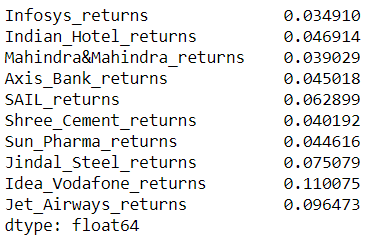 Infosys_returns 0.034910
Indian_Hotel_returns 0.046914
Mahindra&Mahindra_returns 0.039029
Axis_Bank_returns 0.045018
SAIL_returns 0.062899
Shree_Cement_returns 0.040192
Sun_Pharma_returns 0.044616
Jindal_Steel_returns 0.075079
Idea_Vodafone_returns 0.110075
Jet_Airways_returns 0.096473
dtype: float64